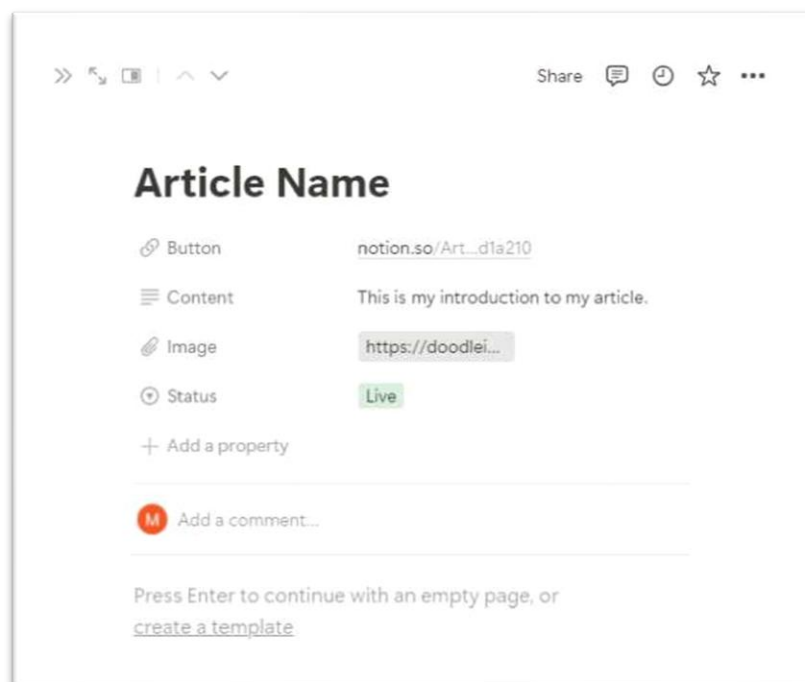 Share
Article Name
Button notion.so/Art...d1a210
Content This is my introduction to my article.
Image https://doodlei...
Status Live
Add a property
M Add a comment...
Press Enter to continue with an empty page, or
create a template